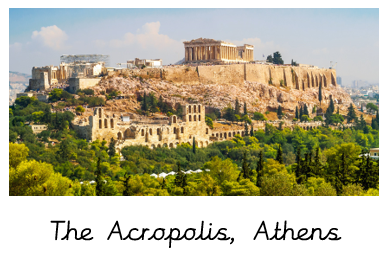 The Acropolis, Athens